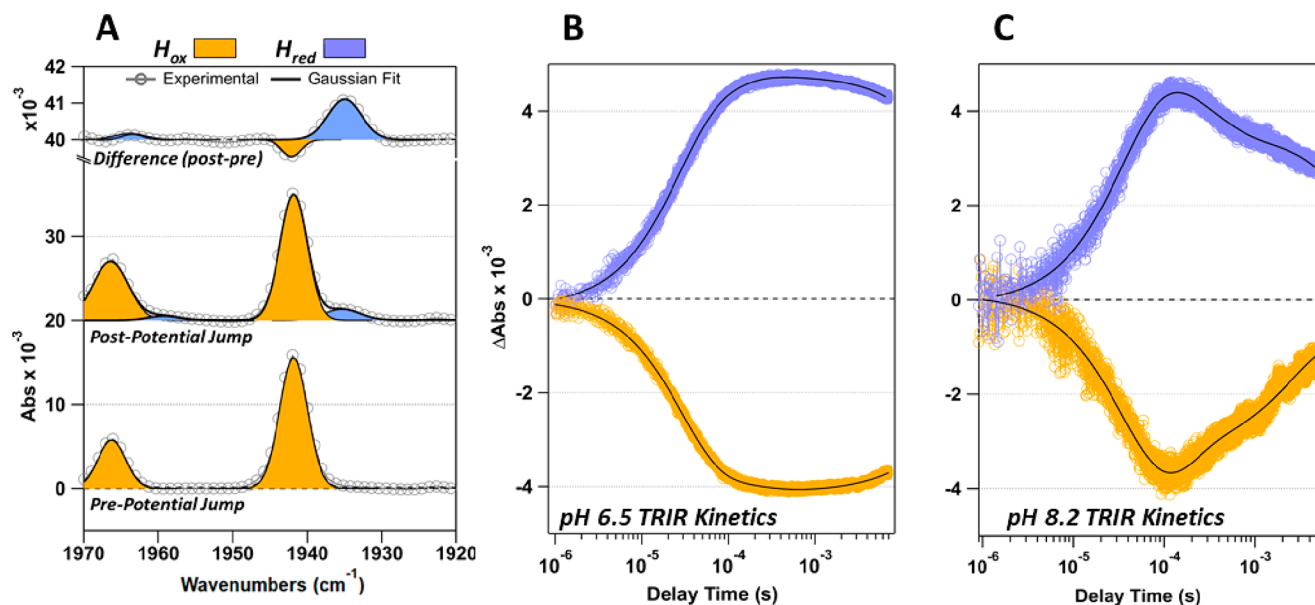 A
H_ox H_red
Experimental Gaussian Fit
42
41
40
x10^-3
Difference (post-pre)
30
20
Post-Potential Jump
10
0
Abs x 10^-3
Pre-Potential Jump
1970 1960 1950 1940 1930 1920
Wavenumbers (cm^-1)
B
4
2
0
-2
-4
ΔAbs x 10^-3
pH 6.5 TRIR Kinetics
10^-6 10^-5 10^-4 10^-3
Delay Time (s)
C
4
2
0
-2
-4
pH 8.2 TRIR Kinetics
10^-6 10^-5 10^-4 10^-3
Delay Time (s)